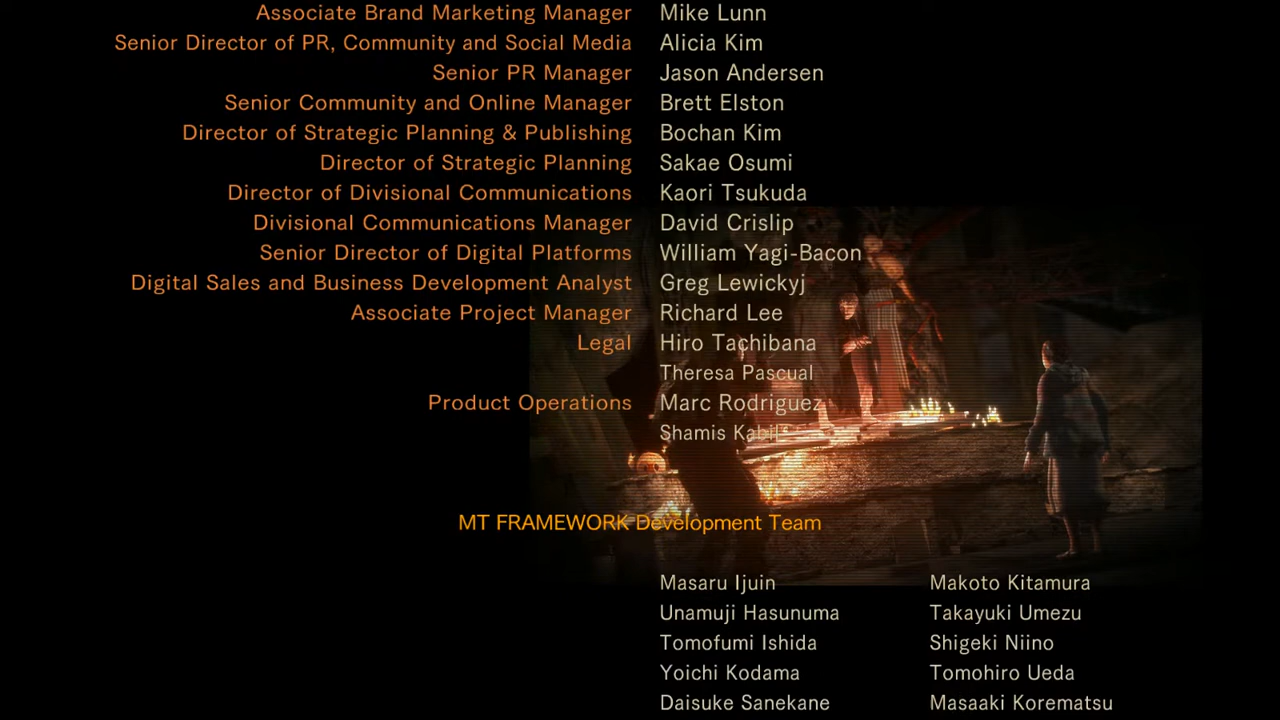 Associate Brand Marketing Manager Mike Lunn
Senior Director of PR, Community and Social Media Alicia Kim
Senior PR Manager Jason Andersen
Senior Community and Online Manager Brett Elston
Director of Strategic Planning & Publishing Bochan Kim
Director of Strategic Planning Sakae Osumi
Director of Divisional Communications Kaori Tsukuda
Divisional Communications Manager David Crislip
Senior Director of Digital Platforms William Yagi-Bacon
Digital Sales and Business Development Analyst Greg Lewickyj
Associate Project Manager Richard Lee
Legal Hiro Tachibana
Theresa Pascual
Product Operations Marc Rodriguez
Shamis Kabil
MT FRAMEWORK Development Team
Masaru Ijuin Makoto Kitamura
Unamuji Hasunuma Takayuki Umezu
Tomofumi Ishida Shigeki Niino
Yoichi Kodama Tomohiro Ueda
Daisuke Sanekane Masaaki Korematsu